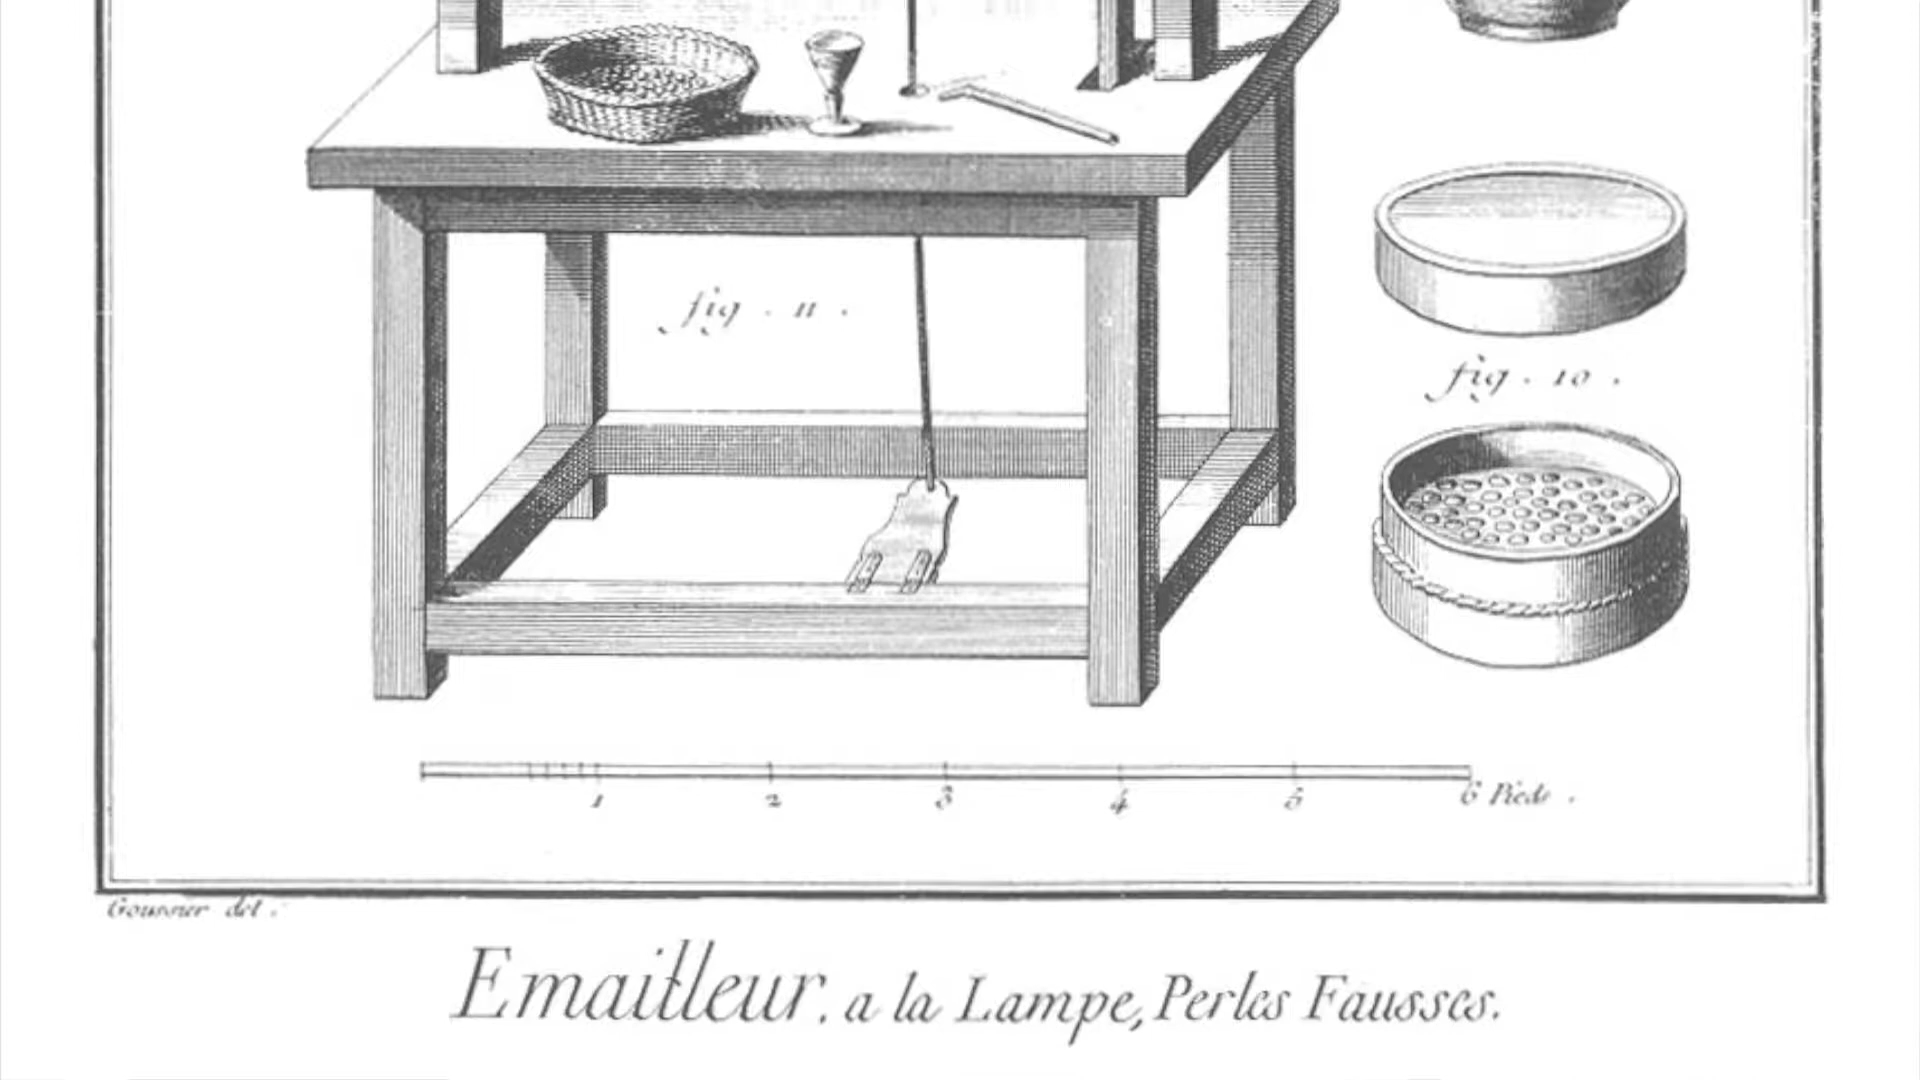 fig. 11.
fig. 10.
1 2 3 4 5 6 Pieds.
Goussier del.
Emailleur, a la Lampe, Perles Fausses.